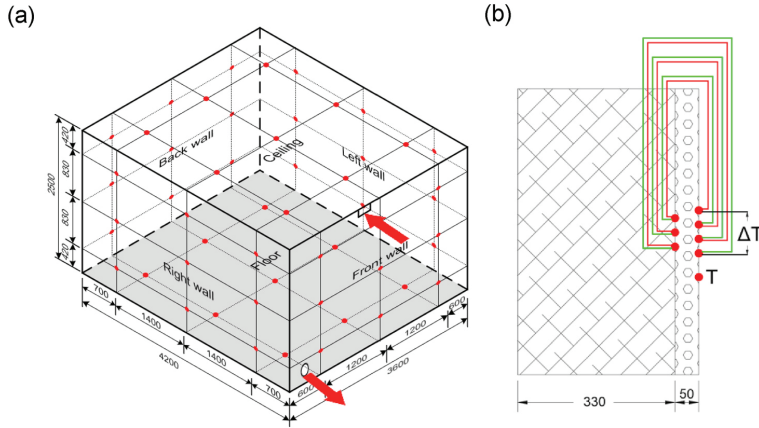 (a)
(b)
Back wall
Ceiling
Left wall
Floor
Right wall
Front wall
2500
420
830
830
420
700
1400
1400
700
4200
600
1200
1200
600
3600
ΔT
T
330
50